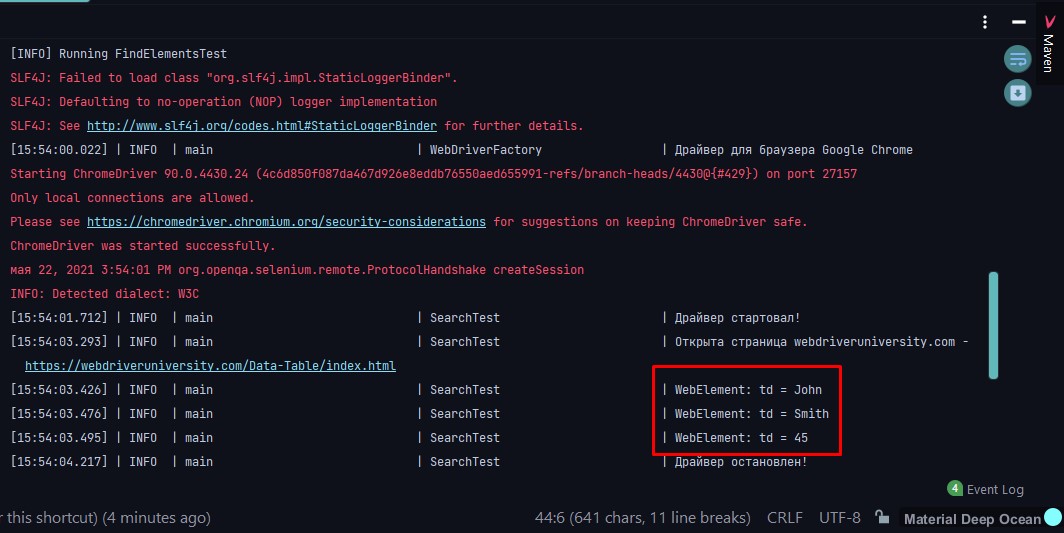 [INFO] Running FindElementsTest
SLF4J: Failed to load class "org.slf4j.impl.StaticLoggerBinder".
SLF4J: Defaulting to no-operation (NOP) logger implementation
SLF4J: See http://www.slf4j.org/codes.html#StaticLoggerBinder for further details.
[15:54:00.022] | INFO | main | WebDriverFactory | Драйвер для браузера Google Chrome
Starting ChromeDriver 90.0.4430.24 (4c6d850f087da467d926e8eddb76550aed655991-refs/branch-heads/4430@{#429}) on port 27157
Only local connections are allowed.
Please see https://chromedriver.chromium.org/security-considerations for suggestions on keeping ChromeDriver safe.
ChromeDriver was started successfully.
мая 22, 2021 3:54:01 PM org.openqa.selenium.remote.ProtocolHandshake createSession
INFO: Detected dialect: W3C
[15:54:01.712] | INFO | main | SearchTest | Драйвер стартовал!
[15:54:03.293] | INFO | main | SearchTest | Открыта страница webdriveruniversity.com -
https://webdriveruniversity.com/Data-Table/index.html
[15:54:03.426] | INFO | main | SearchTest | WebElement: td = John
[15:54:03.476] | INFO | main | SearchTest | WebElement: td = Smith
[15:54:03.495] | INFO | main | SearchTest | WebElement: td = 45
[15:54:04.217] | INFO | main | SearchTest | Драйвер остановлен!
Maven
4 Event Log
r this shortcut) (4 minutes ago) 44:6 (641 chars, 11 line breaks) CRLF UTF-8 Material Deep Ocean